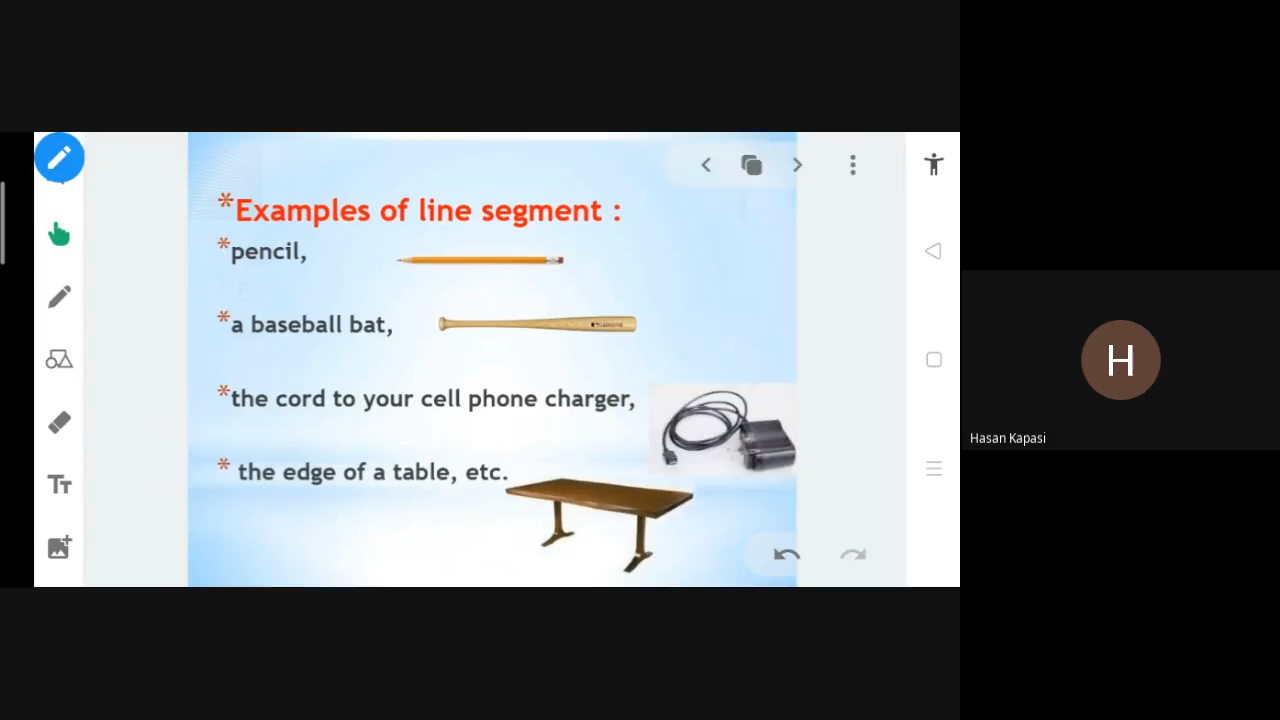 *Examples of line segment :
*pencil,
*a baseball bat,
*the cord to your cell phone charger,
* the edge of a table, etc.
TT
H
Hasan Kapasi